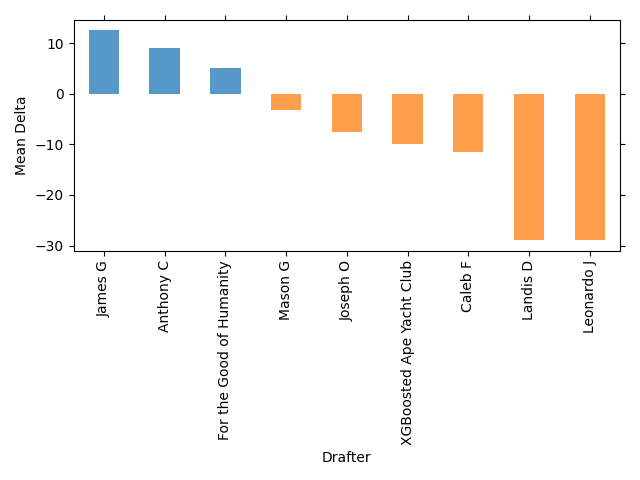 10
0
−10
−20
−30
Mean Delta
James G
Anthony C
For the Good of Humanity
Mason G
Joseph O
XGBoosted Ape Yacht Club
Caleb F
Landis D
Leonardo J
Drafter